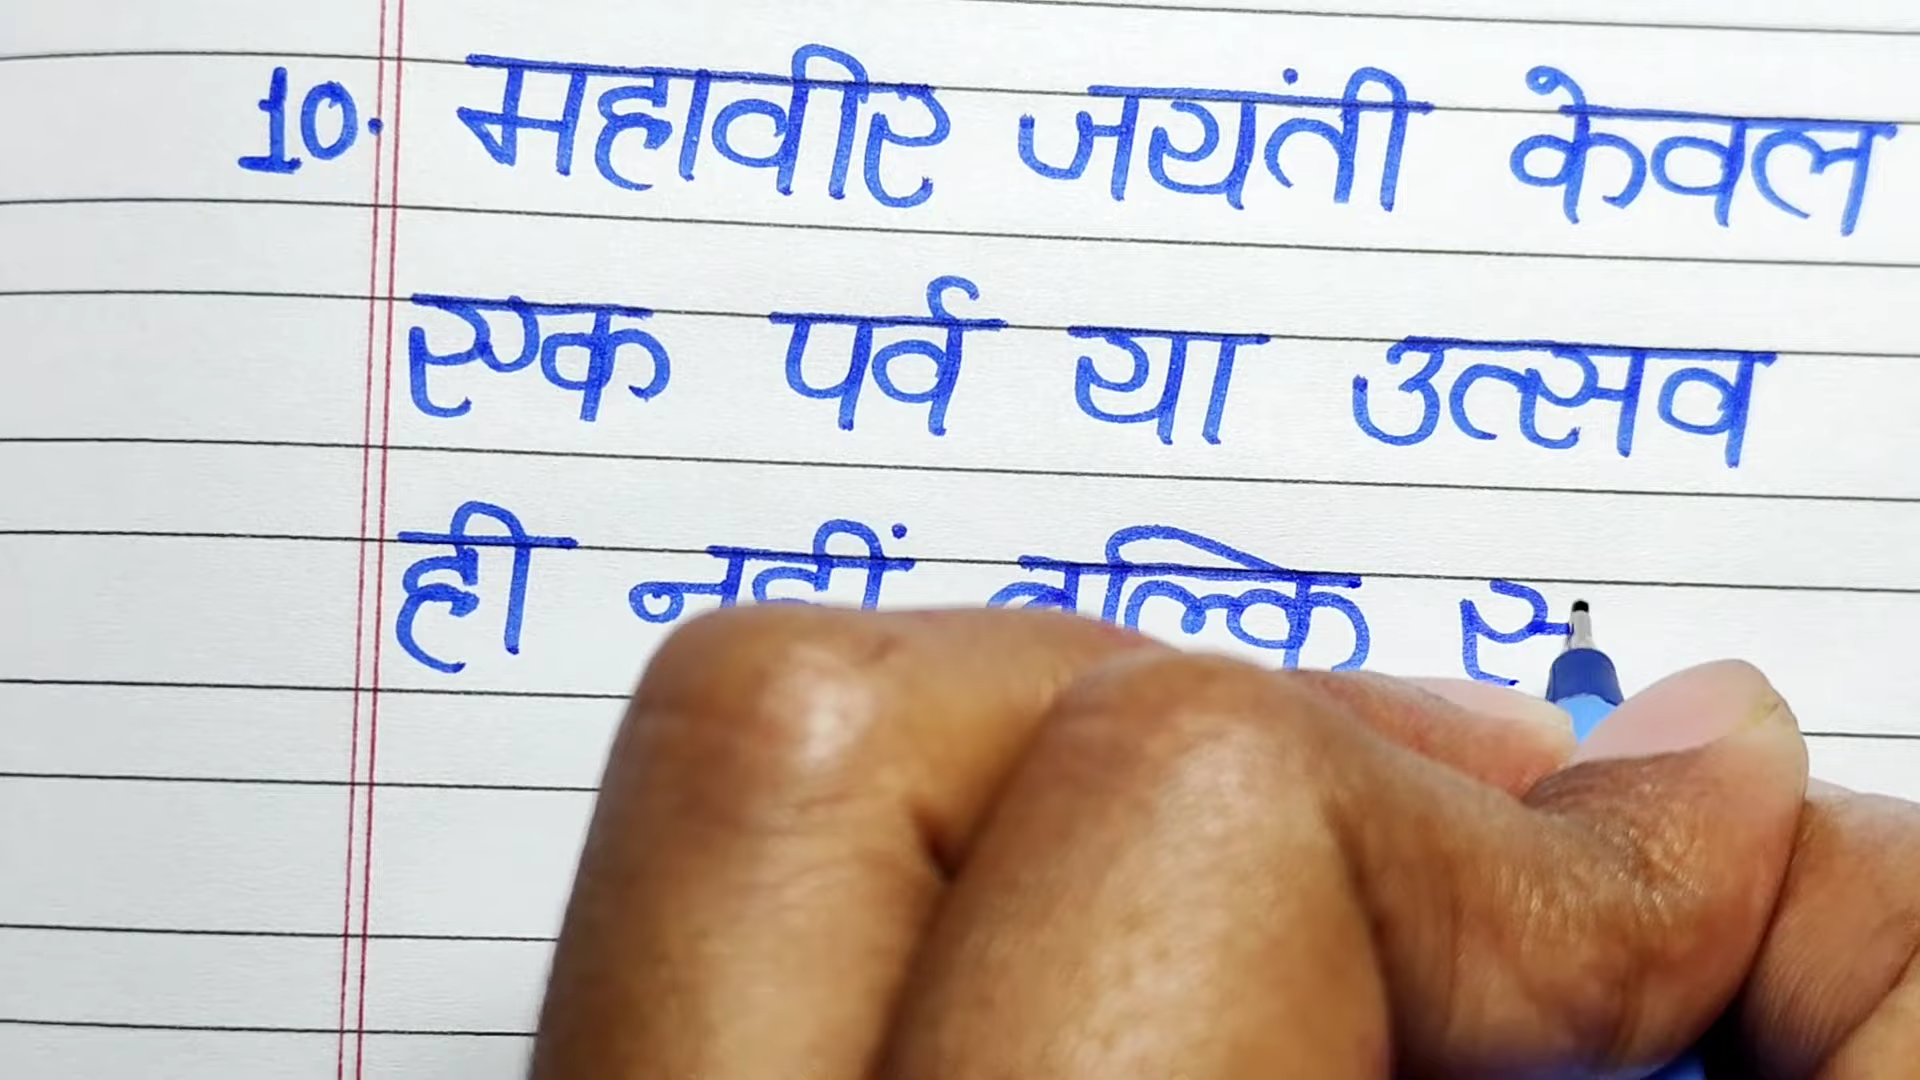 10. महावीर जयंती केवल
एक पर्व या उत्सव
ही नहीं बल्कि